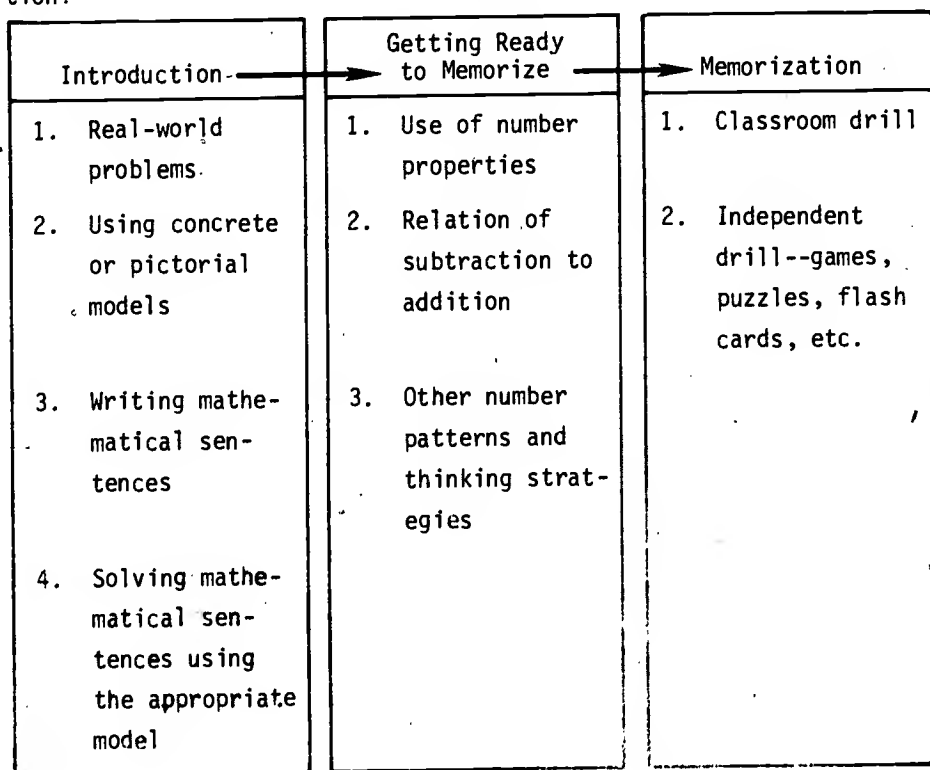 Introduction
1. Real-world
problems.
2. Using concrete
or pictorial
models
3. Writing mathe-
matical sen-
tences
4. Solving mathe-
matical sen-
tences using
the appropriate
model
Getting Ready
to Memorize
1. Use of number
properties
2. Relation of
subtraction to
addition
3. Other number
patterns and
thinking strat-
egies
Memorization
1. Classroom drill
2. Independent
drill--games,
puzzles, flash
cards, etc.